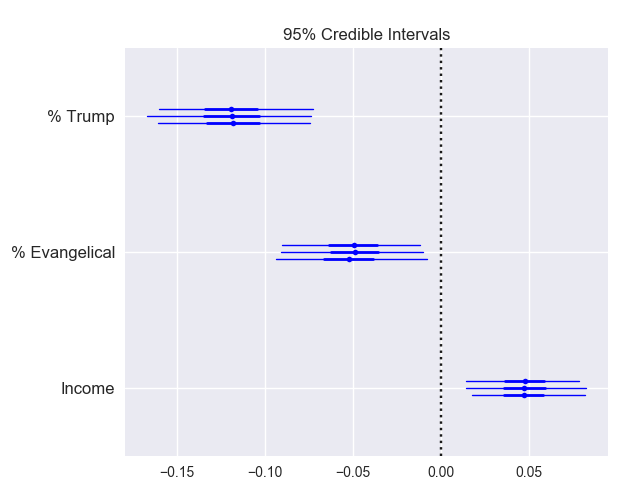 95% Credible Intervals
% Trump
% Evangelical
Income
−0.15 −0.10 −0.05 0.00 0.05